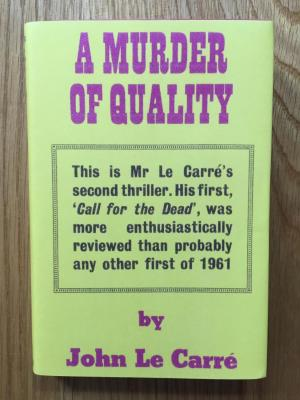 A MURDER
OF QUALITY
This is Mr Le Carré's
second thriller. His first,
'Call for the Dead', was
more enthusiastically
reviewed than probably
any other first of 1961
by
John Le Carré